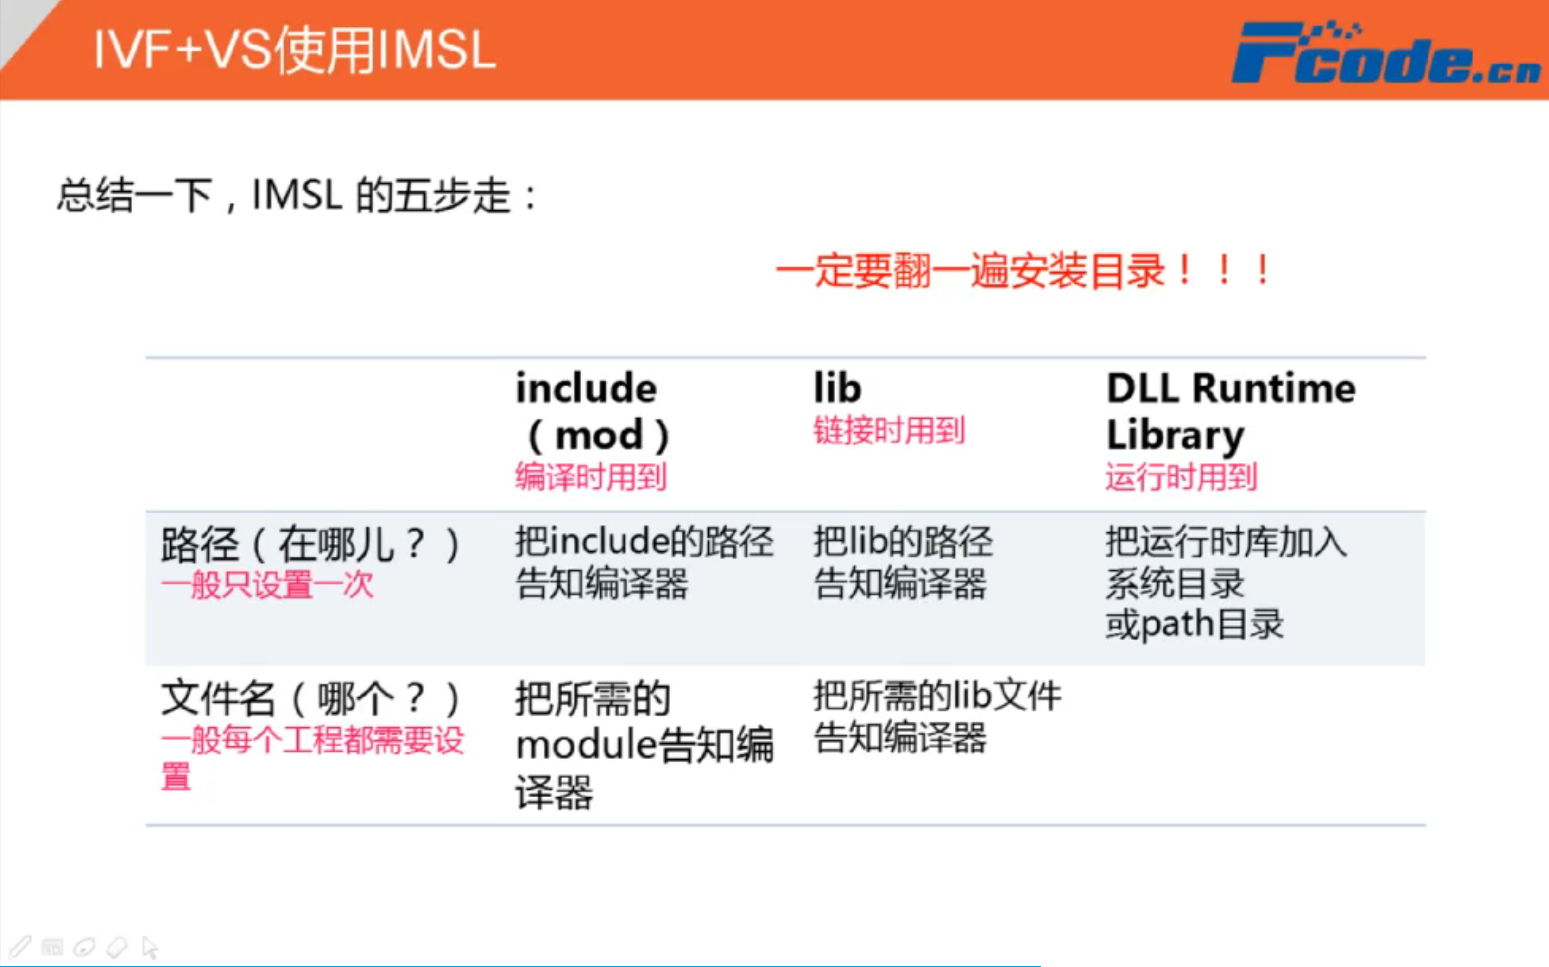 IVF+VS使用IMSL
Fcode.cn
总结一下，IMSL 的五步走：
一定要翻一遍安装目录！！！
include
（mod）
编译时用到
lib
链接时用到
DLL Runtime
Library
运行时用到
路径（在哪儿？）
一般只设置一次
把include的路径
告知编译器
把lib的路径
告知编译器
把运行时库加入
系统目录
或path目录
文件名（哪个？）
一般每个工程都需要设
置
把所需的
module告知编
译器
把所需的lib文件
告知编译器